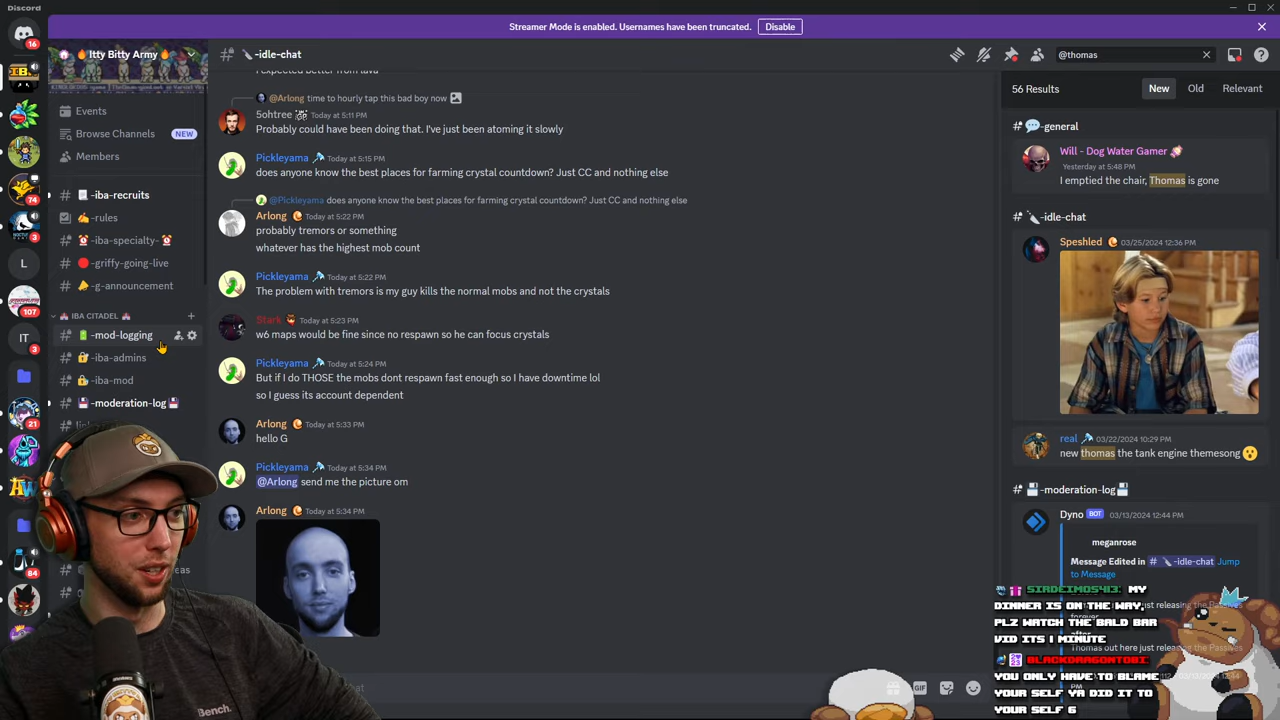 Streamer Mode is enabled. Usernames have been truncated.
Disable
16
Itty Bitty Army
-idle-chat
@thomas
Events
Browse Channels
NEW
Members
-iba-recruits
-rules
-iba-specialty-
-griffy-going-live
-g-announcement
IBA CITADEL
-mod-logging
-iba-admins
-iba-mod
-moderation-log
74
3
L
107
IT
3
21
84
@Arlong time to hourly tap this bad boy now
5ohtree Today at 5:11 PM
Probably could have been doing that. I've just been atoming it slowly
Pickleyama Today at 5:15 PM
does anyone know the best places for farming crystal countdown? Just CC and nothing else
@Pickleyama does anyone know the best places for farming crystal countdown? Just CC and nothing else
Arlong Today at 5:22 PM
probably tremors or something
whatever has the highest mob count
Pickleyama Today at 5:22 PM
The problem with tremors is my guy kills the normal mobs and not the crystals
Stark Today at 5:23 PM
w6 maps would be fine since no respawn so he can focus crystals
Pickleyama Today at 5:24 PM
But if I do THOSE the mobs dont respawn fast enough so I have downtime lol
so I guess its account dependent
Arlong Today at 5:33 PM
hello G
Pickleyama Today at 5:34 PM
@Arlong send me the picture om
Arlong Today at 5:34 PM
GIF
56 Results
New
Old
Relevant
-general
Will - Dog Water Gamer
Yesterday at 5:48 PM
I emptied the chair, Thomas is gone
-idle-chat
Speshled 03/25/2024 12:36 PM
real 03/22/2024 10:29 PM
new thomas the tank engine themesong
-moderation-log
Dyno BOT 03/13/2024 12:44 PM
meganrose
Message Edited in # -idle-chat Jump
to Message
SIRDEIMOS413: MY
DINNER IS ON THE WAY,
PLZ WATCH THE BALD BAR
VID ITS 1 MINUTE
BLACKDRAGONTOBI:
YOU ONLY HAVE TO BLAME
YOUR SELF YA DID IT TO
YOUR SELF G
Bench.